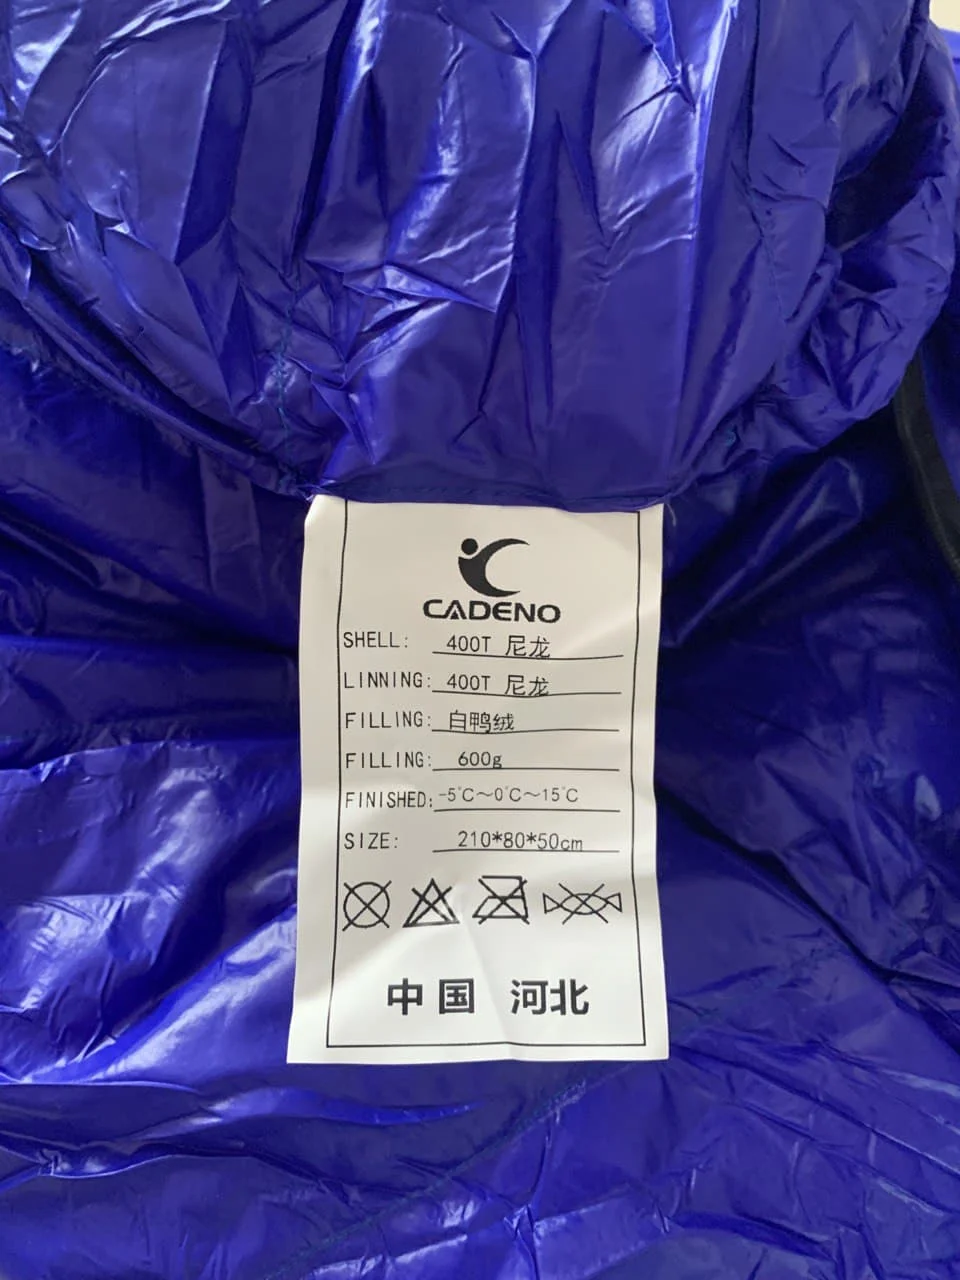 CADENO
SHELL: 400T 尼龙
LINNING: 400T 尼龙
FILLING: 白鸭绒
FILLING: 600g
FINISHED: -5℃～0℃～15℃
SIZE: 210*80*50cm
中国 河北